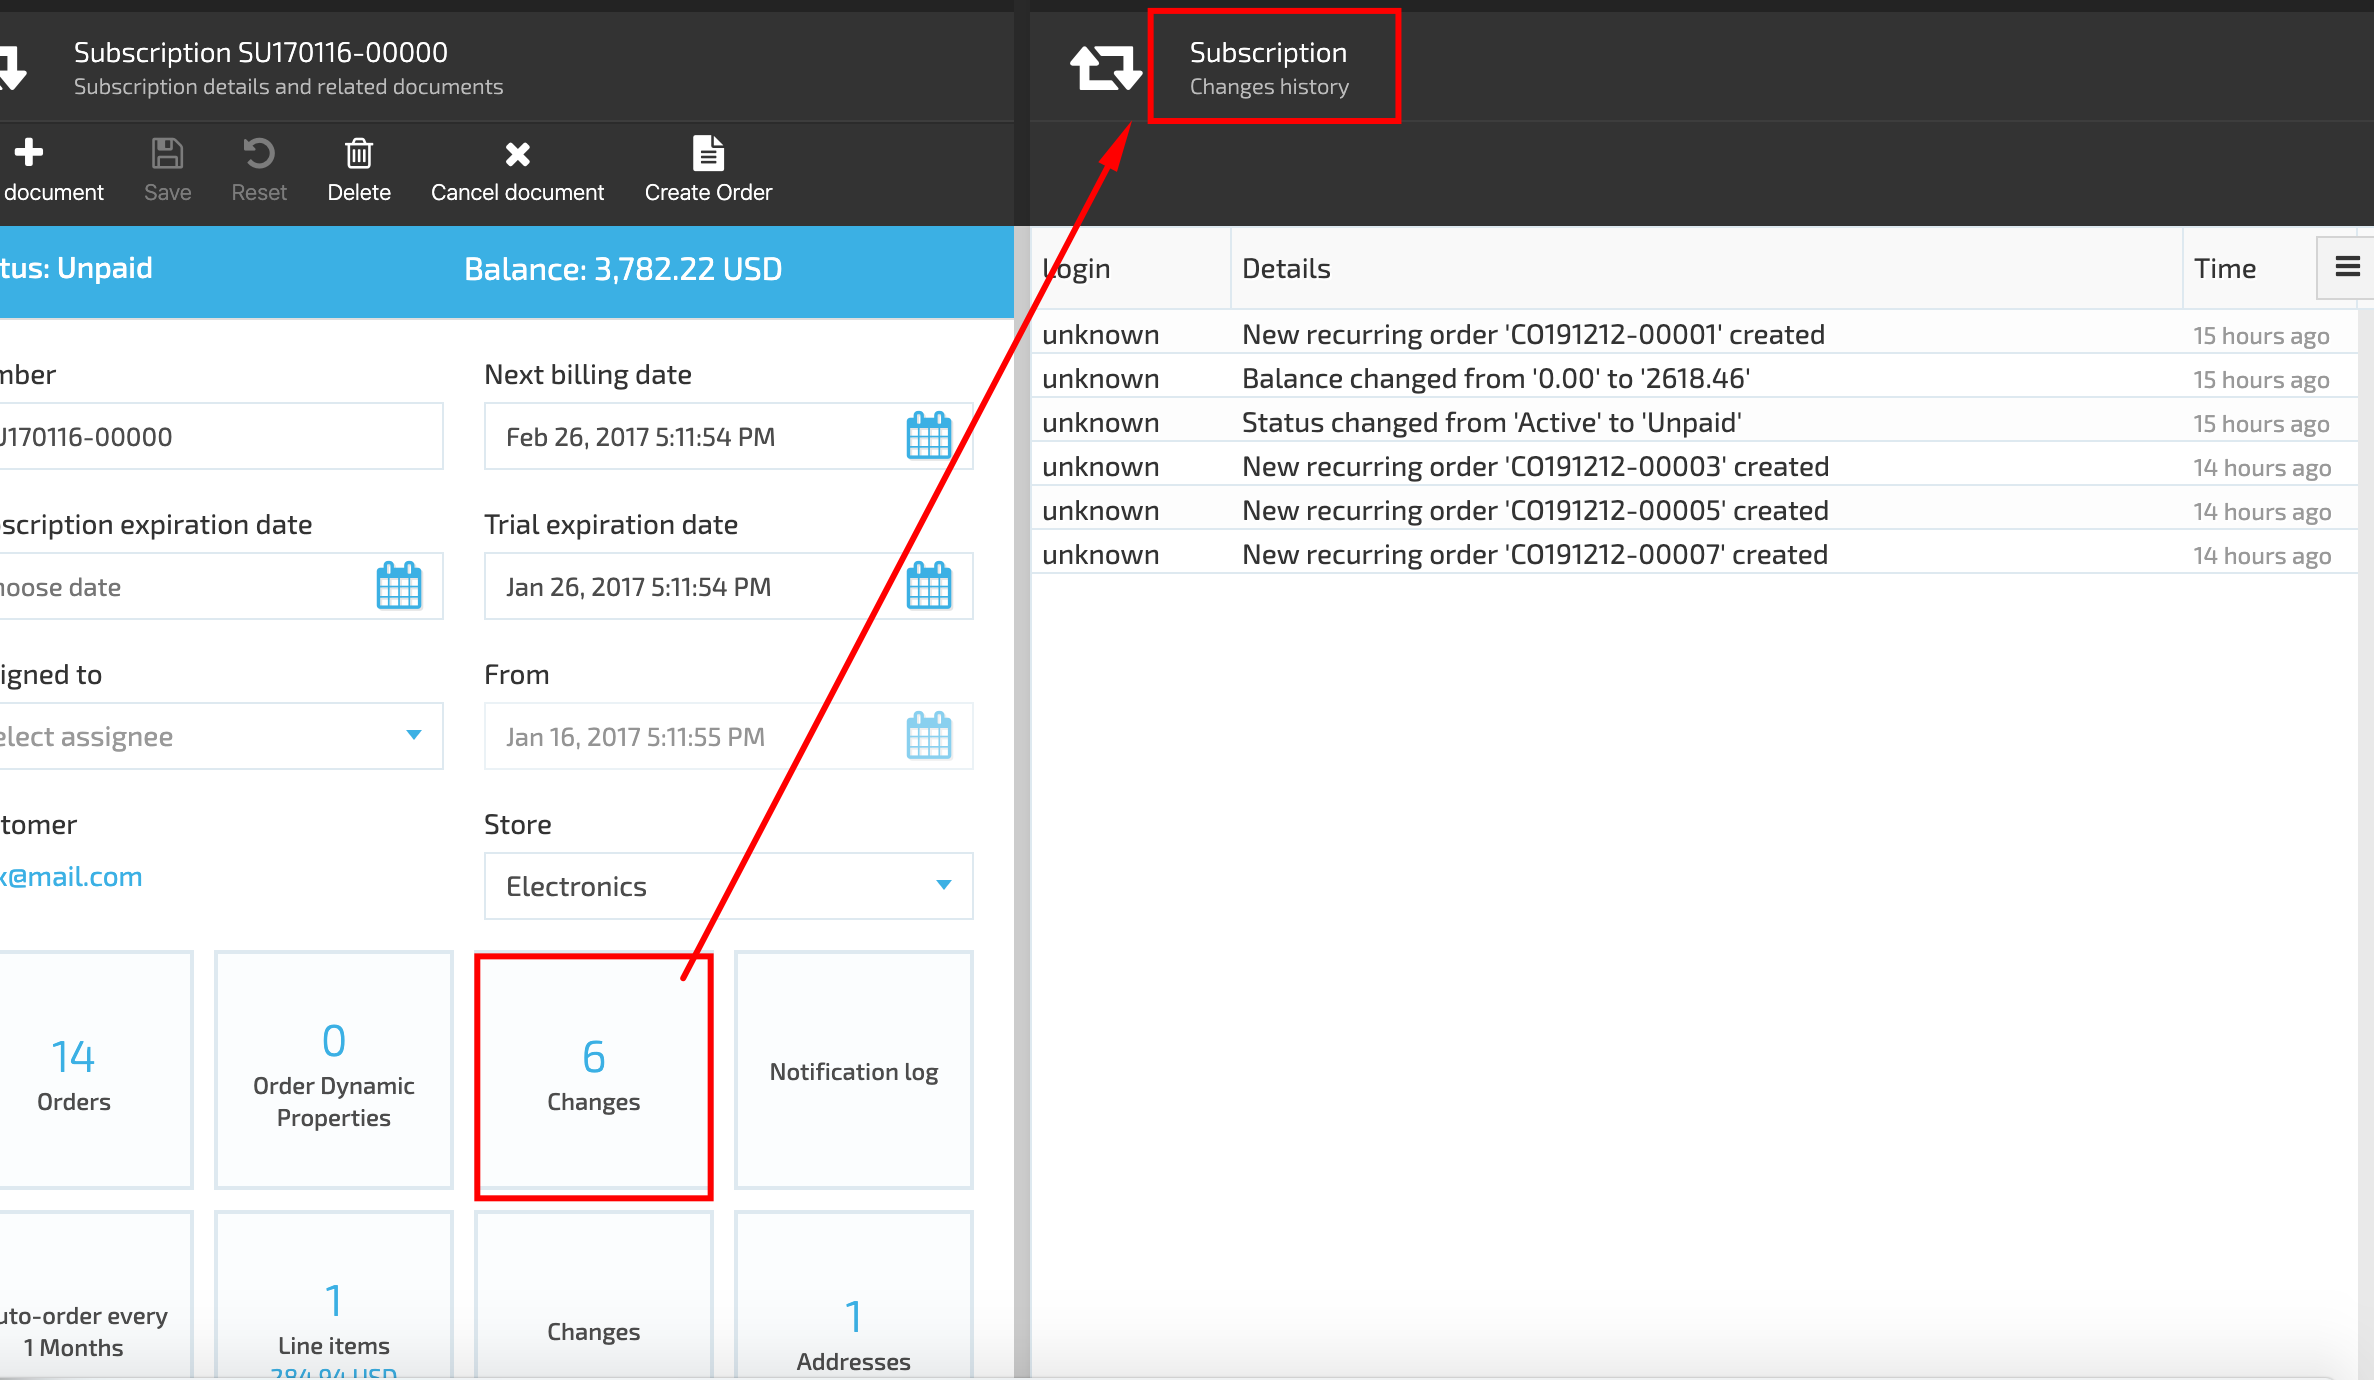 Subscription SU170116-00000
Subscription details and related documents
document
Save
Reset
Delete
Cancel document
Create Order
tus: Unpaid
Balance: 3,782.22 USD
mber
Next billing date
U170116-00000
Feb 26, 2017 5:11:54 PM
scription expiration date
Trial expiration date
hoose date
Jan 26, 2017 5:11:54 PM
igned to
From
elect assignee
Jan 16, 2017 5:11:55 PM
tomer
Store
x@mail.com
Electronics
14
Orders
0
Order Dynamic
Properties
6
Changes
Notification log
uto-order every
1 Months
1
Line items
284.94 USD
Changes
1
Addresses
Subscription
Changes history
Login
Details
Time
unknown
New recurring order 'CO191212-00001' created
15 hours ago
unknown
Balance changed from '0.00' to '2618.46'
15 hours ago
unknown
Status changed from 'Active' to 'Unpaid'
15 hours ago
unknown
New recurring order 'CO191212-00003' created
14 hours ago
unknown
New recurring order 'CO191212-00005' created
14 hours ago
unknown
New recurring order 'CO191212-00007' created
14 hours ago